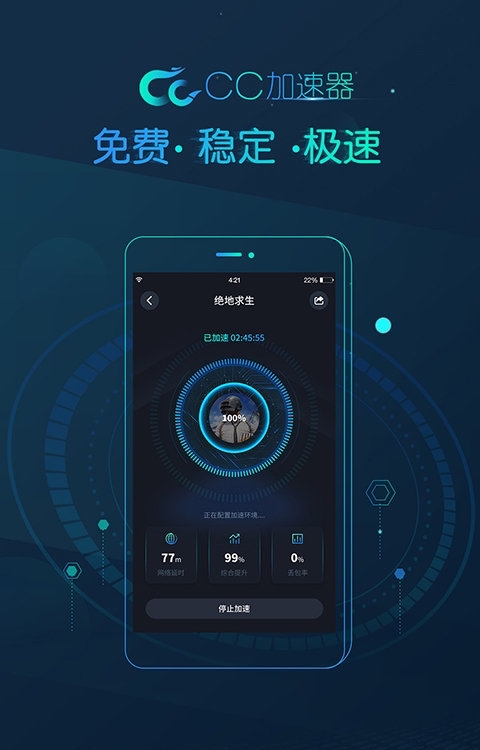 CC加速器
免费·稳定·极速
4:21 22%
绝地求生
已加速 02:45:55
100%
正在配置加速环境....
77m 99% 0%
网络延时 综合提升 丢包率
停止加速